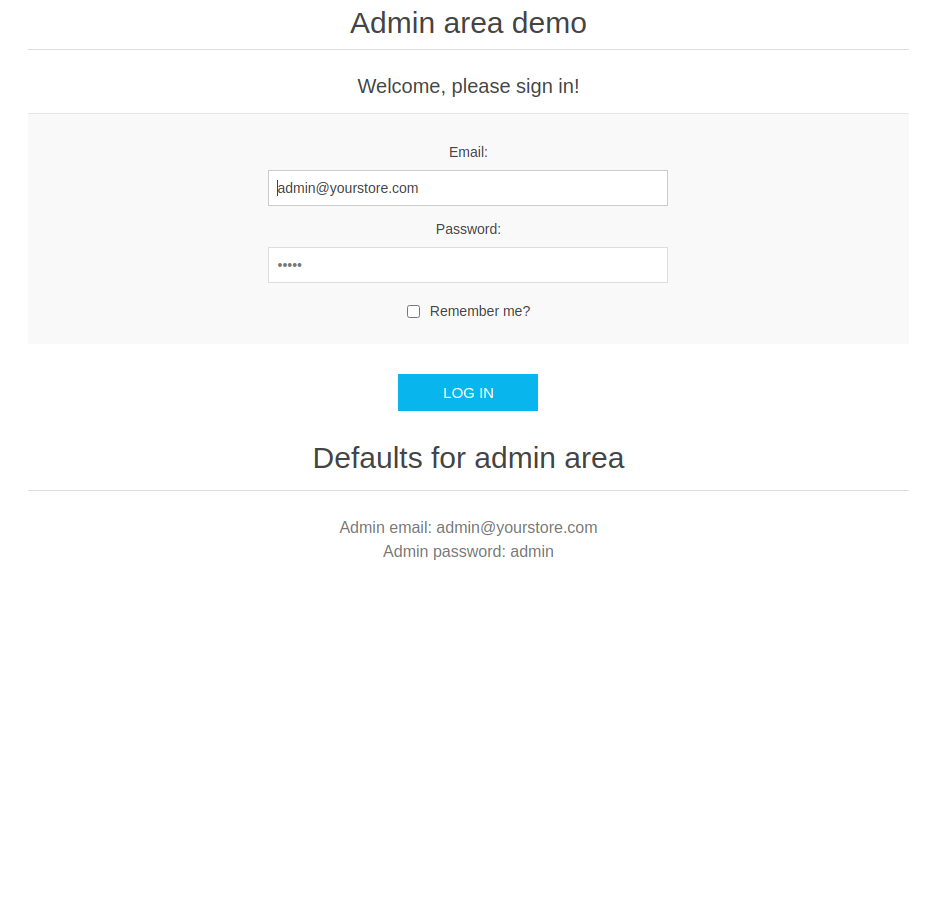 Admin area demo
Welcome, please sign in!
Email:
admin@yourstore.com
Password:
•••••
Remember me?
LOG IN
Defaults for admin area
Admin email: admin@yourstore.com
Admin password: admin